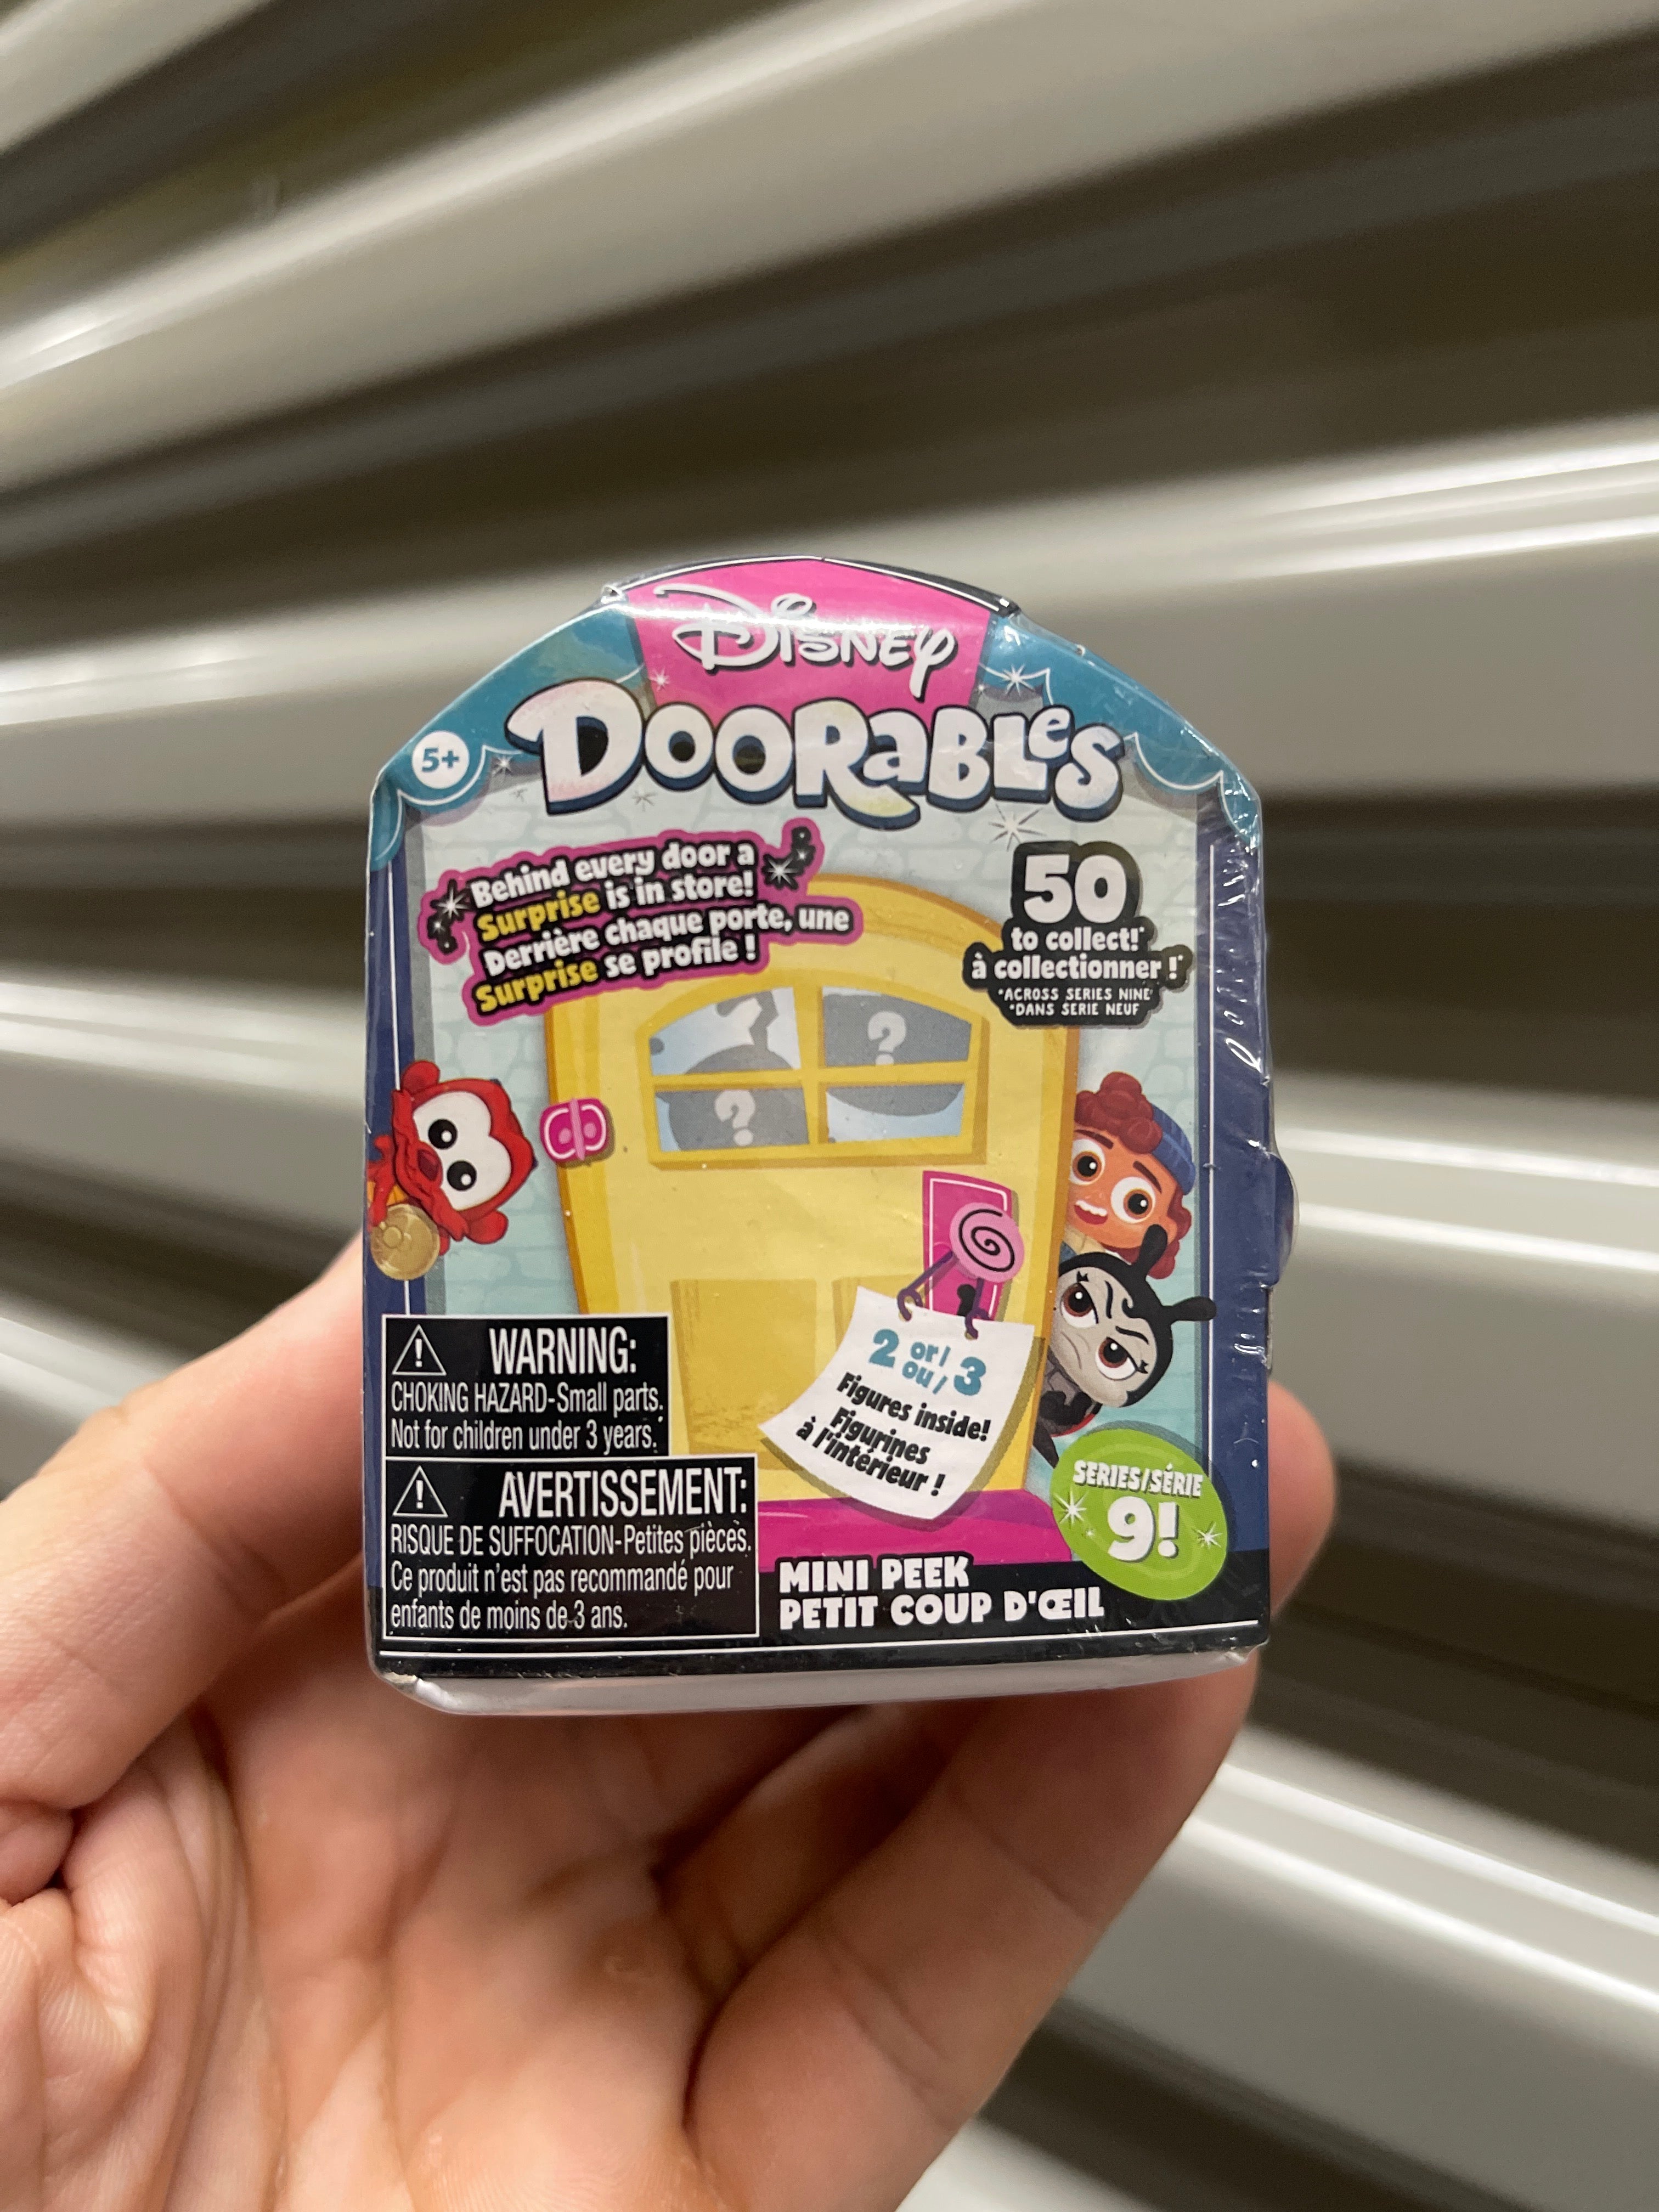 Disney
DOORABLES
5+
Behind every door a
Surprise is in store!
Derrière chaque porte, une
Surprise se profile !
50
to collect!*
à collectionner !*
*ACROSS SERIES NINE
*DANS SÉRIE NEUF
?
?
?
2 or/ 3
ou/
Figures inside!
Figurines
à l'intérieur !
WARNING:
CHOKING HAZARD-Small parts.
Not for children under 3 years.
AVERTISSEMENT:
RISQUE DE SUFFOCATION-Petites pièces.
Ce produit n'est pas recommandé pour
enfants de moins de 3 ans.
SERIES/SÉRIE
9!
MINI PEEK
PETIT COUP D'ŒIL